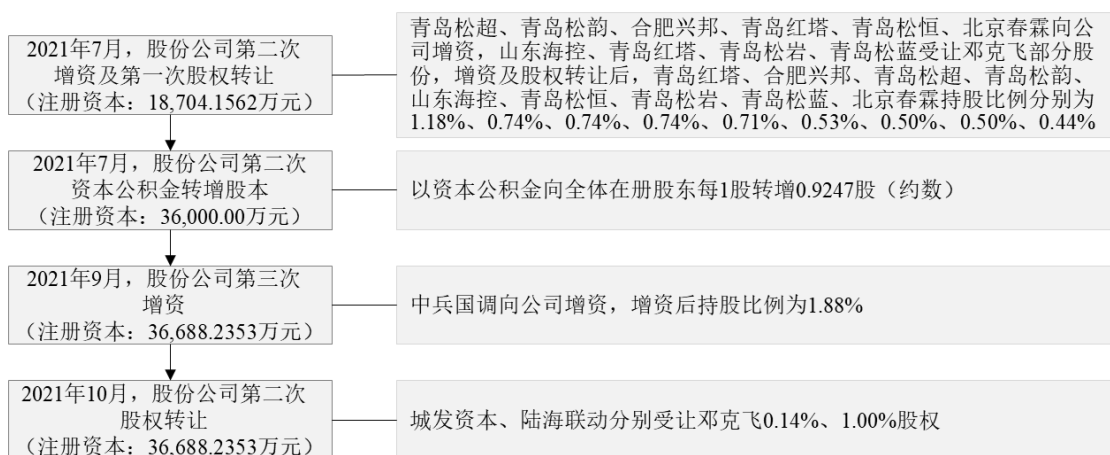 2021年7月，股份公司第二次
增资及第一次股权转让
（注册资本：18,704.1562万元）
青岛松超、青岛松韵、合肥兴邦、青岛红塔、青岛松恒、北京春霖向公
司增资，山东海控、青岛红塔、青岛松岩、青岛松蓝受让邓克飞部分股
份，增资及股权转让后，青岛红塔、合肥兴邦、青岛松超、青岛松韵、
山东海控、青岛松恒、青岛松岩、青岛松蓝、北京春霖持股比例分别为
1.18%、0.74%、0.74%、0.74%、0.71%、0.53%、0.50%、0.50%、0.44%
2021年7月，股份公司第二次
资本公积金转增股本
（注册资本：36,000.00万元）
以资本公积金向全体在册股东每1股转增0.9247股（约数）
2021年9月，股份公司第三次
增资
（注册资本：36,688.2353万元）
中兵国调向公司增资，增资后持股比例为1.88%
2021年10月，股份公司第二次
股权转让
（注册资本：36,688.2353万元）
城发资本、陆海联动分别受让邓克飞0.14%、1.00%股权